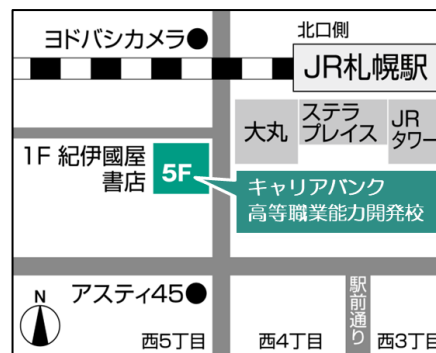 北口側
ヨドバシカメラ
JR札幌駅
大丸
ステラ
プレイス
JR
タワー
1F 紀伊國屋
書店
5F
キャリアバンク
高等職業能力開発校
N
アスティ45
駅前通り
西5丁目
西4丁目
西3丁目